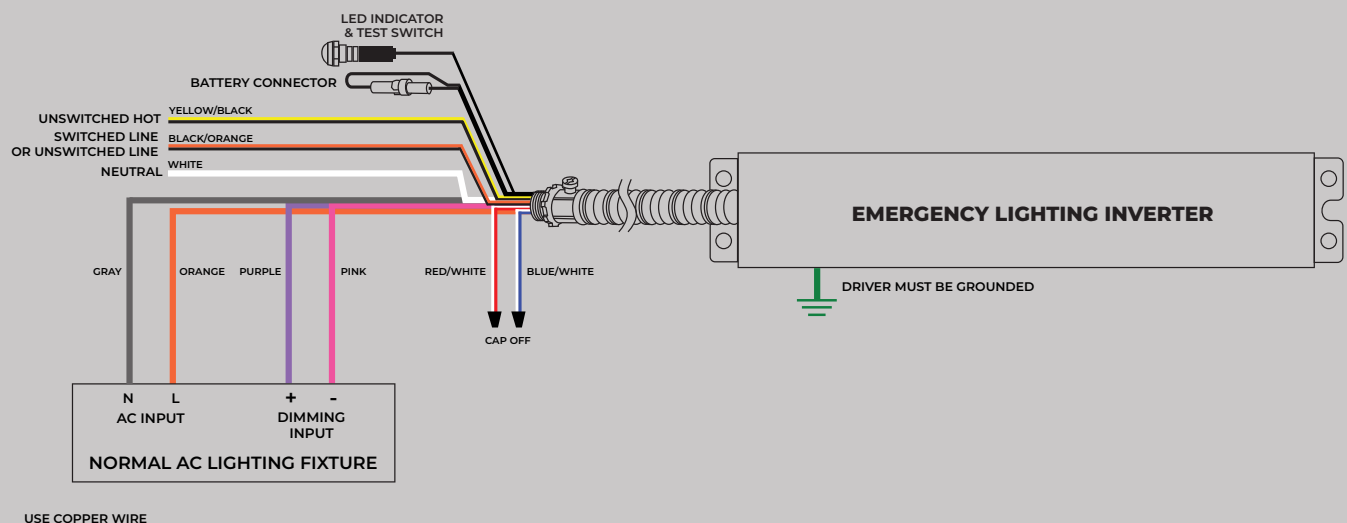 LED INDICATOR
& TEST SWITCH
BATTERY CONNECTOR
YELLOW/BLACK
UNSWITCHED HOT
SWITCHED LINE
OR UNSWITCHED LINE
BLACK/ORANGE
WHITE
NEUTRAL
EMERGENCY LIGHTING INVERTER
GRAY
ORANGE
PURPLE
PINK
RED/WHITE
BLUE/WHITE
DRIVER MUST BE GROUNDED
CAP OFF
N L
+ -
AC INPUT
DIMMING
INPUT
NORMAL AC LIGHTING FIXTURE
USE COPPER WIRE